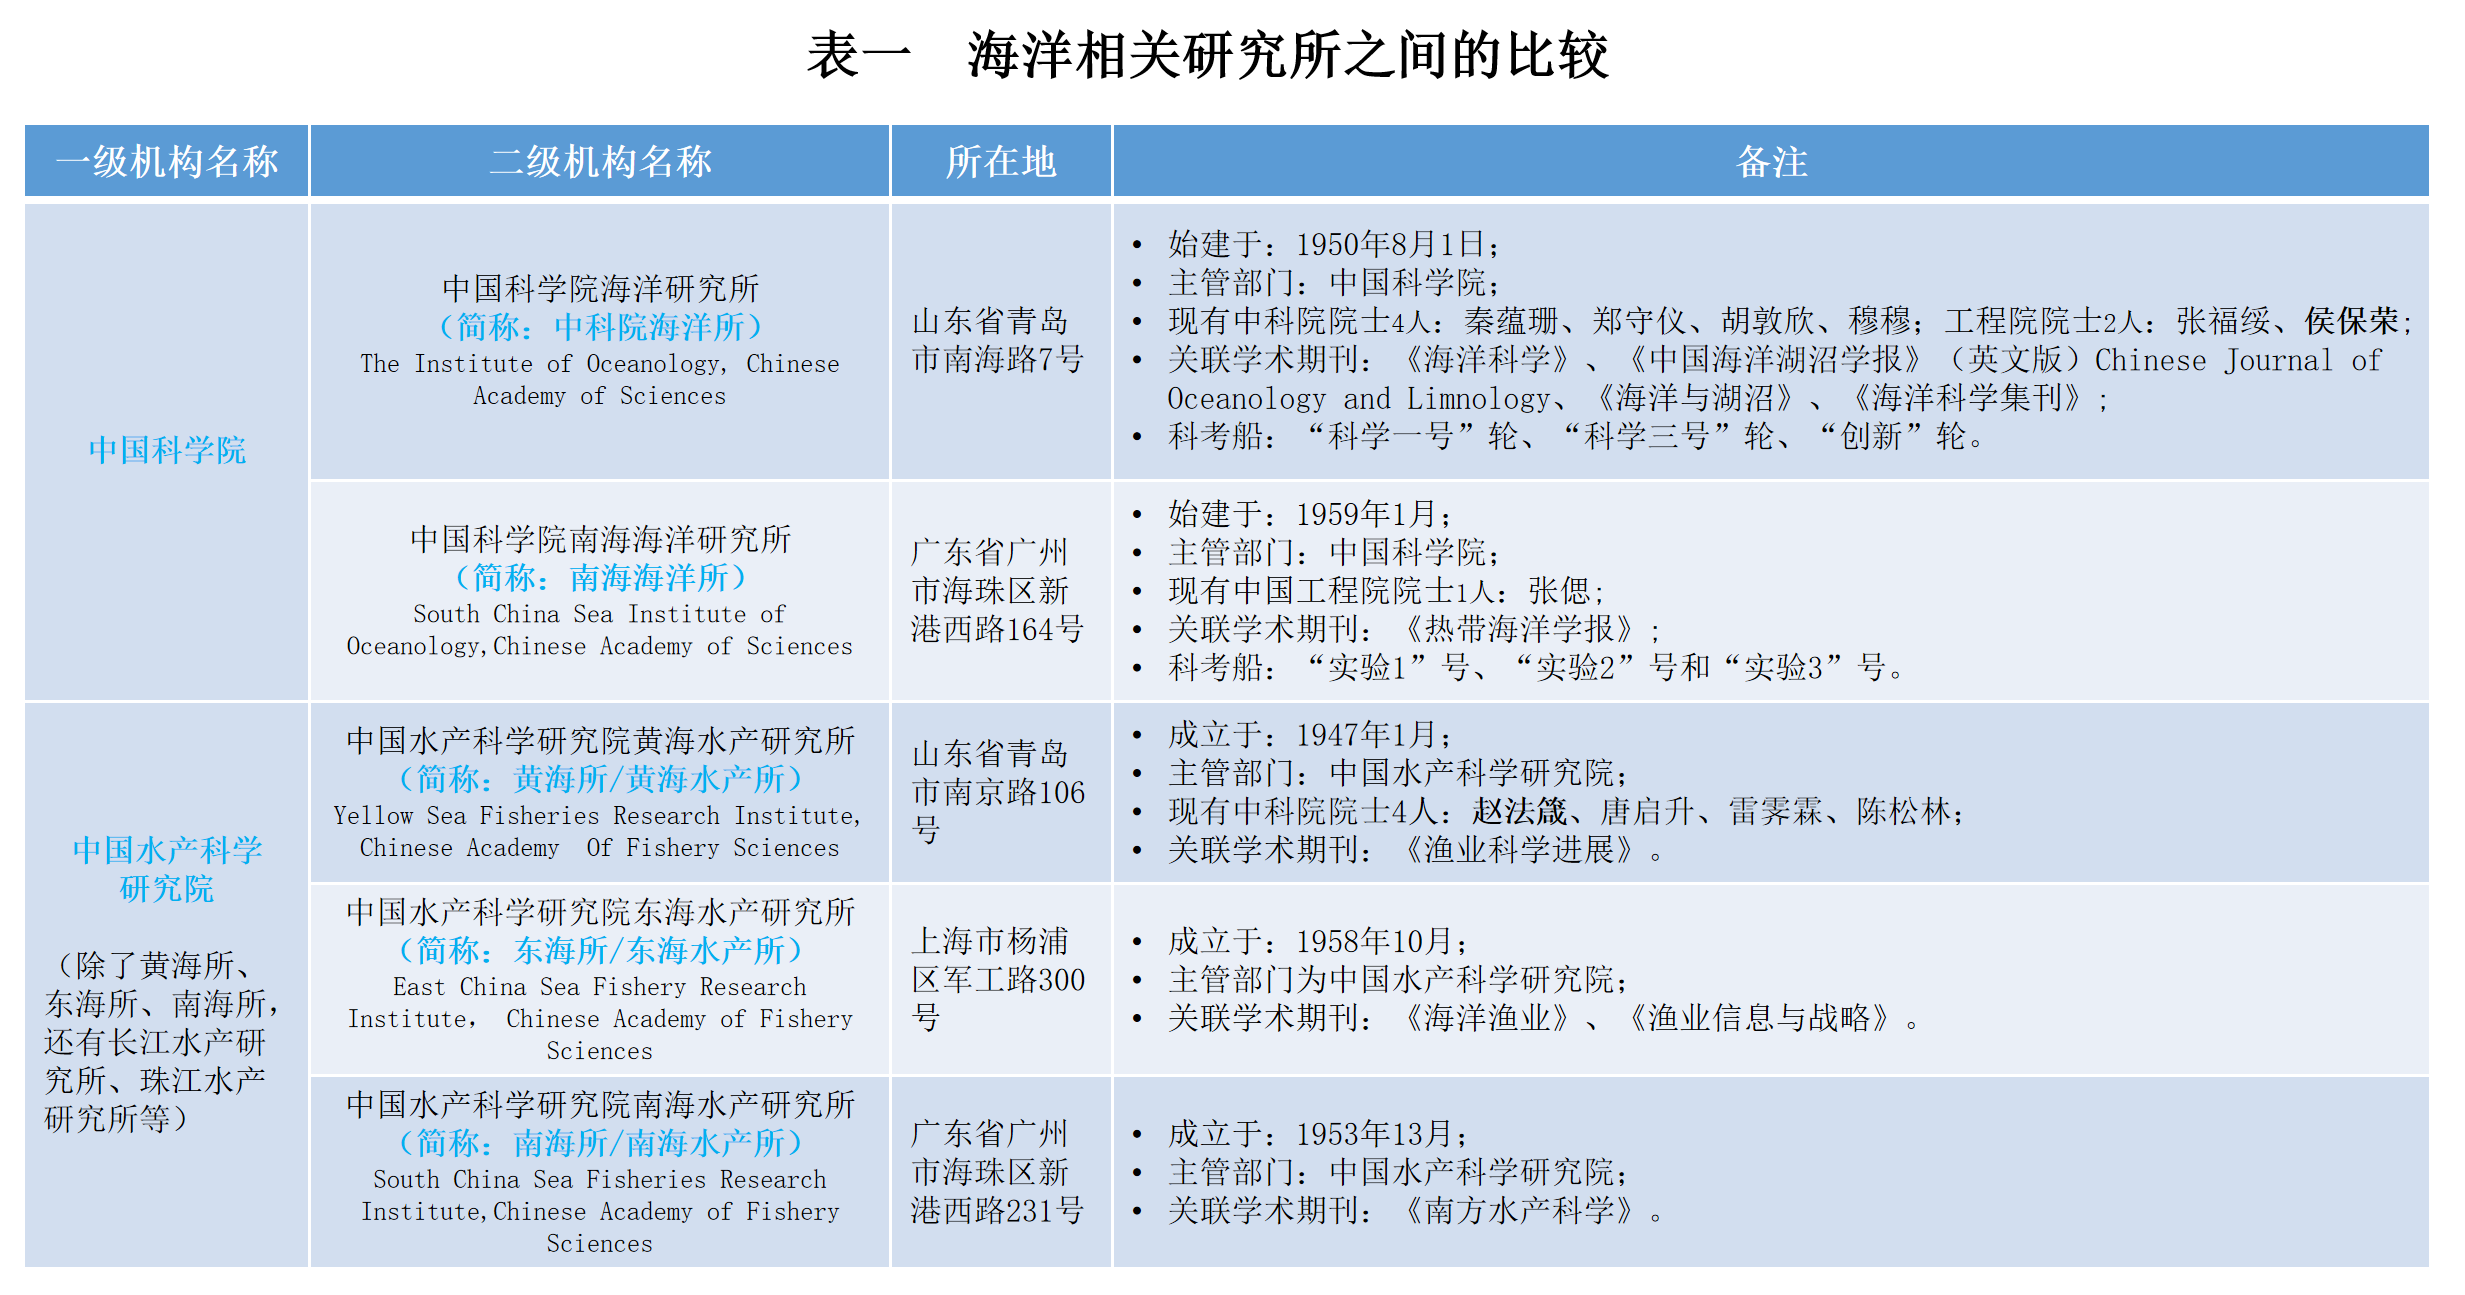 表一 海洋相关研究所之间的比较
一级机构名称
二级机构名称
所在地
备注
中国科学院
中国科学院海洋研究所
（简称：中科院海洋所）
The Institute of Oceanology, Chinese
Academy of Sciences
山东省青岛
市南海路7号
• 始建于：1950年8月1日；
• 主管部门：中国科学院；
• 现有中科院院士4人：秦蕴珊、郑守仪、胡敦欣、穆穆；工程院院士2人：张福绥、侯保荣；
• 关联学术期刊：《海洋科学》、《中国海洋湖沼学报》（英文版）Chinese Journal of
Oceanology and Limnology、《海洋与湖沼》、《海洋科学集刊》；
• 科考船：“科学一号”轮、“科学三号”轮、“创新”轮。
中国科学院南海海洋研究所
（简称：南海海洋所）
South China Sea Institute of
Oceanology,Chinese Academy of Sciences
广东省广州
市海珠区新
港西路164号
• 始建于：1959年1月；
• 主管部门：中国科学院；
• 现有中国工程院院士1人：张偲；
• 关联学术期刊：《热带海洋学报》；
• 科考船：“实验1”号、“实验2”号和“实验3”号。
中国水产科学
研究院
（除了黄海所、
东海所、南海所，
还有长江水产研
究所、珠江水产
研究所等）
中国水产科学研究院黄海水产研究所
（简称：黄海所/黄海水产所）
Yellow Sea Fisheries Research Institute,
Chinese Academy Of Fishery Sciences
山东省青岛
市南京路106
号
• 成立于：1947年1月；
• 主管部门：中国水产科学研究院；
• 现有中科院院士4人：赵法箴、唐启升、雷霁霖、陈松林；
• 关联学术期刊：《渔业科学进展》。
中国水产科学研究院东海水产研究所
（简称：东海所/东海水产所）
East China Sea Fishery Research
Institute， Chinese Academy of Fishery
Sciences
上海市杨浦
区军工路300
号
• 成立于：1958年10月；
• 主管部门为中国水产科学研究院；
• 关联学术期刊：《海洋渔业》、《渔业信息与战略》。
中国水产科学研究院南海水产研究所
（简称：南海所/南海水产所）
South China Sea Fisheries Research
Institute,Chinese Academy of Fishery
Sciences
广东省广州
市海珠区新
港西路231号
• 成立于：1953年13月；
• 主管部门：中国水产科学研究院；
• 关联学术期刊：《南方水产科学》。